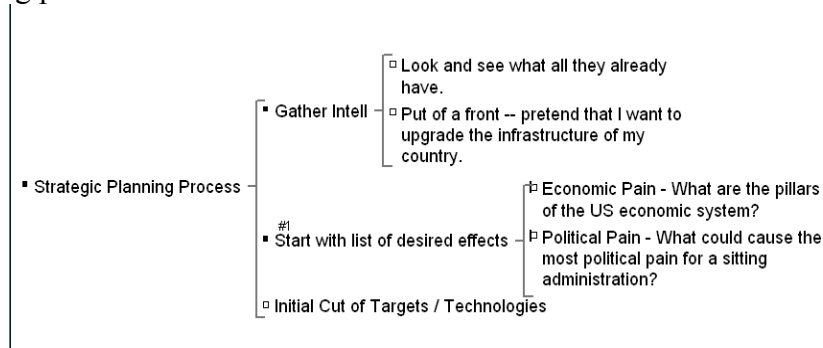 Strategic Planning Process
Gather Intell
Look and see what all they already
have.
Put of a front -- pretend that I want to
upgrade the infrastructure of my
country.
#1
Start with list of desired effects
Economic Pain - What are the pillars
of the US economic system?
Political Pain - What could cause the
most political pain for a sitting
administration?
Initial Cut of Targets / Technologies